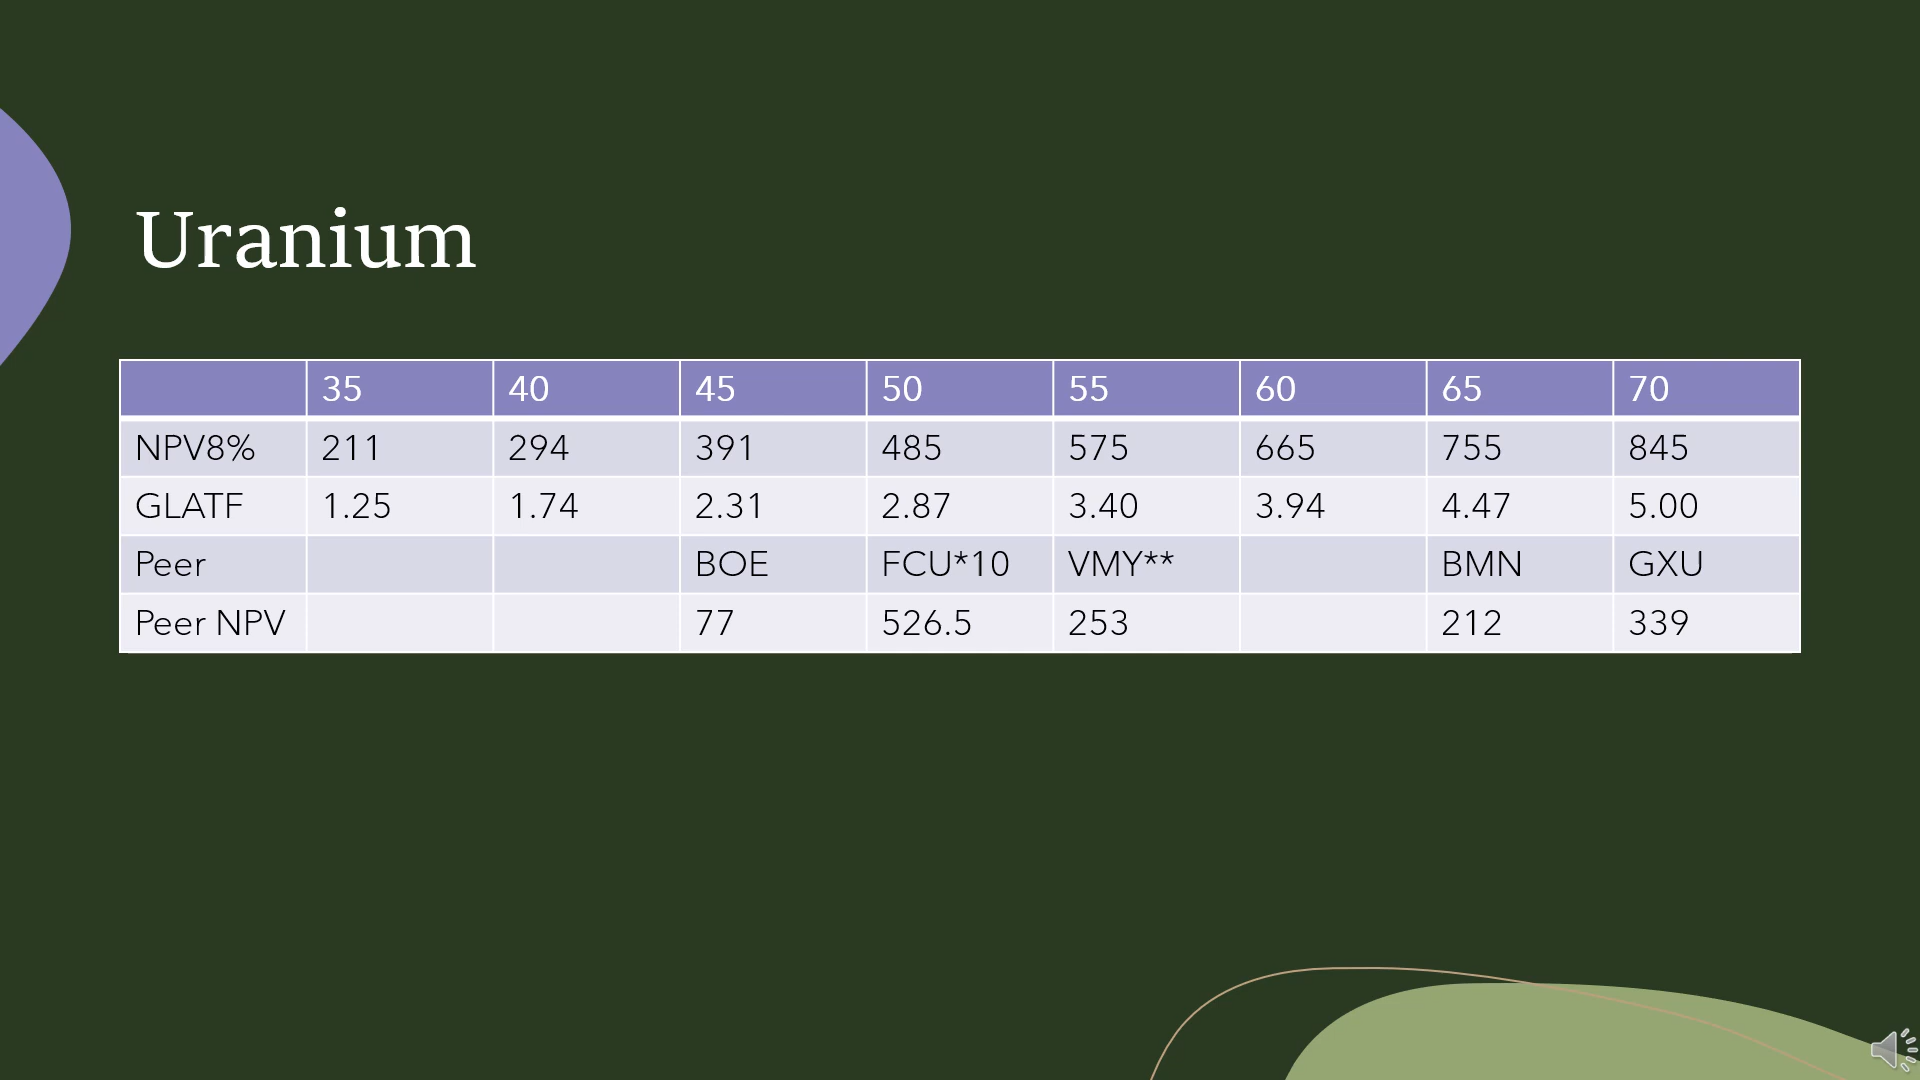 Uranium
35 40 45 50 55 60 65 70
NPV8% 211 294 391 485 575 665 755 845
GLATF 1.25 1.74 2.31 2.87 3.40 3.94 4.47 5.00
Peer BOE FCU*10 VMY** BMN GXU
Peer NPV 77 526.5 253 212 339